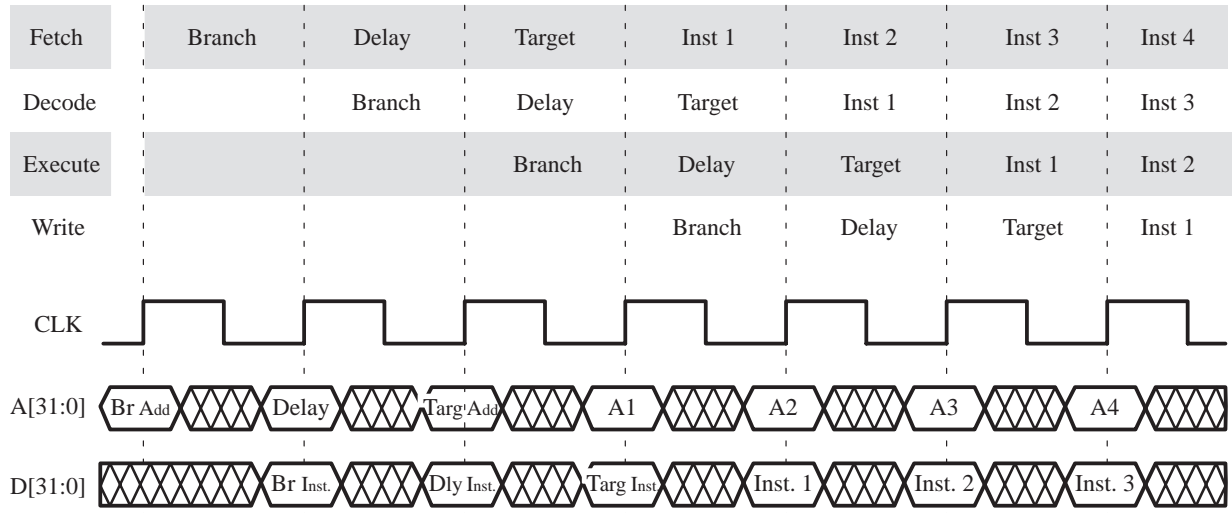 Fetch Branch Delay Target Inst 1 Inst 2 Inst 3 Inst 4
Decode Branch Delay Target Inst 1 Inst 2 Inst 3
Execute Branch Delay Target Inst 1 Inst 2
Write Branch Delay Target Inst 1
CLK
A[31:0] Br Add Delay Targ Add A1 A2 A3 A4
D[31:0] Br Inst. Dly Inst. Targ Inst Inst. 1 Inst. 2 Inst. 3